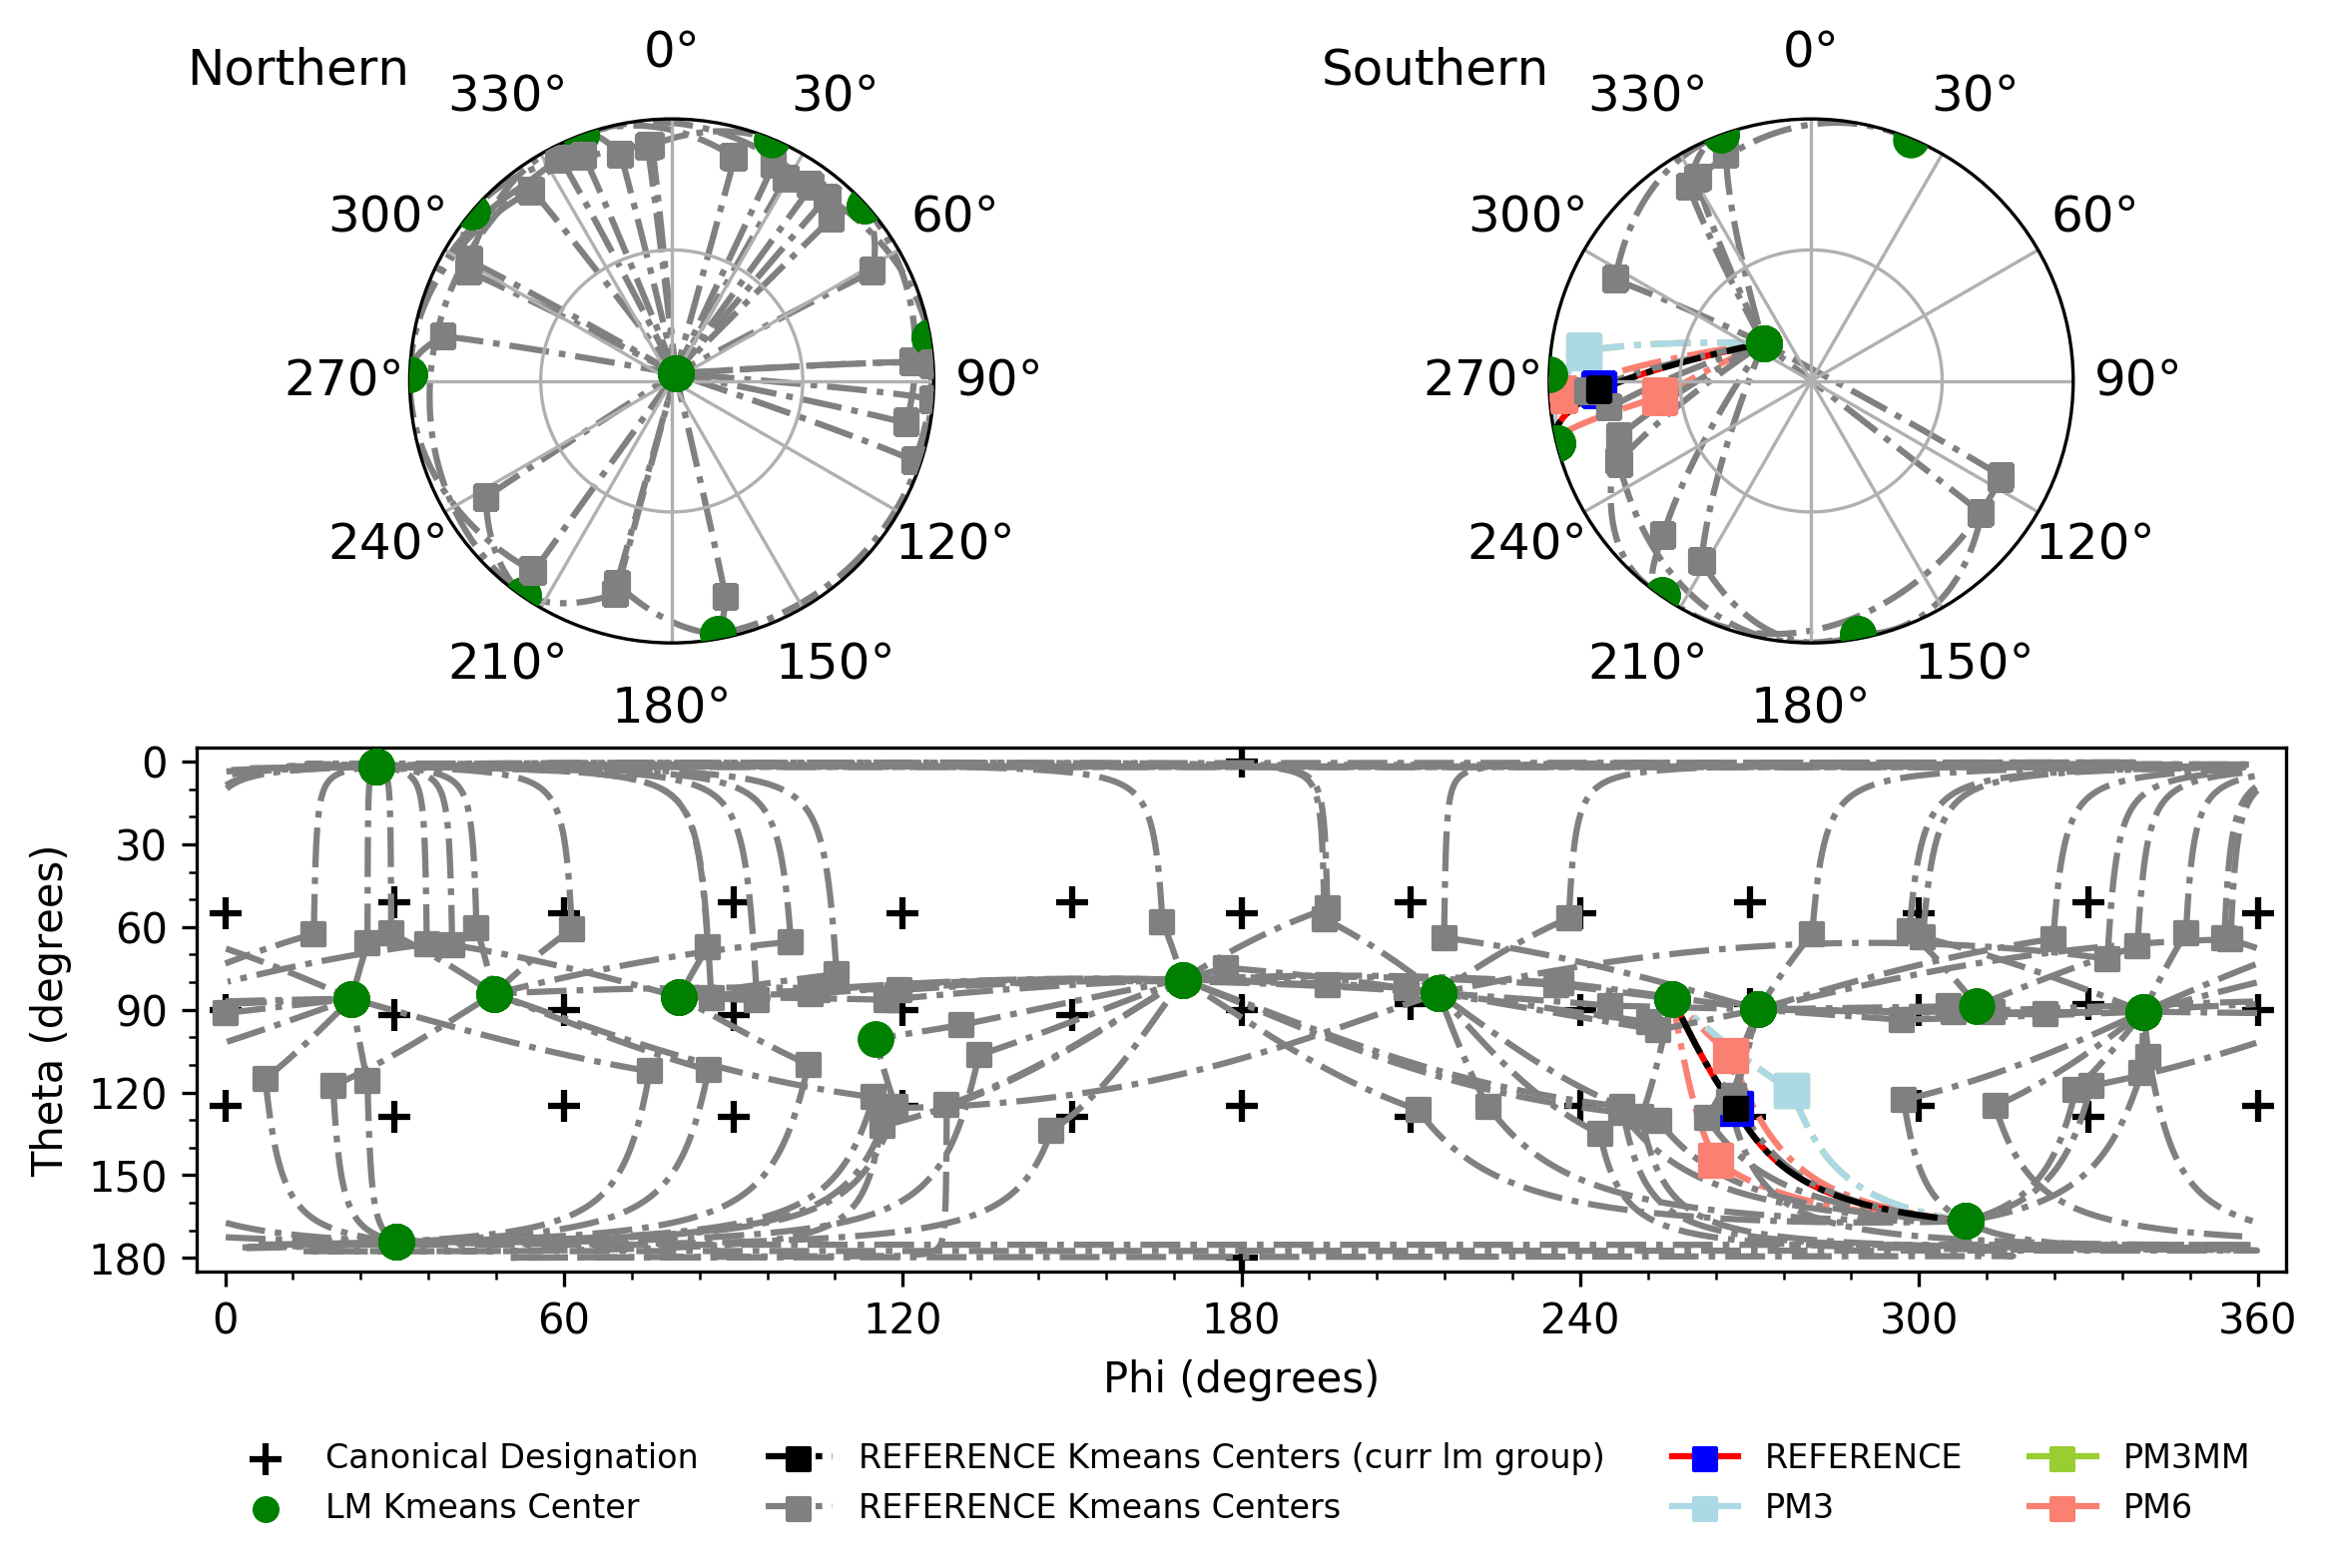 Northern
0°
30°
60°
90°
120°
150°
180°
210°
240°
270°
300°
330°
Southern
0°
30°
60°
90°
120°
150°
180°
210°
240°
270°
300°
330°
Theta (degrees)
0
30
60
90
120
150
180
0 60 120 180 240 300 360
Phi (degrees)
Canonical Designation
LM Kmeans Center
REFERENCE Kmeans Centers (curr lm group)
REFERENCE Kmeans Centers
REFERENCE
PM3
PM3MM
PM6